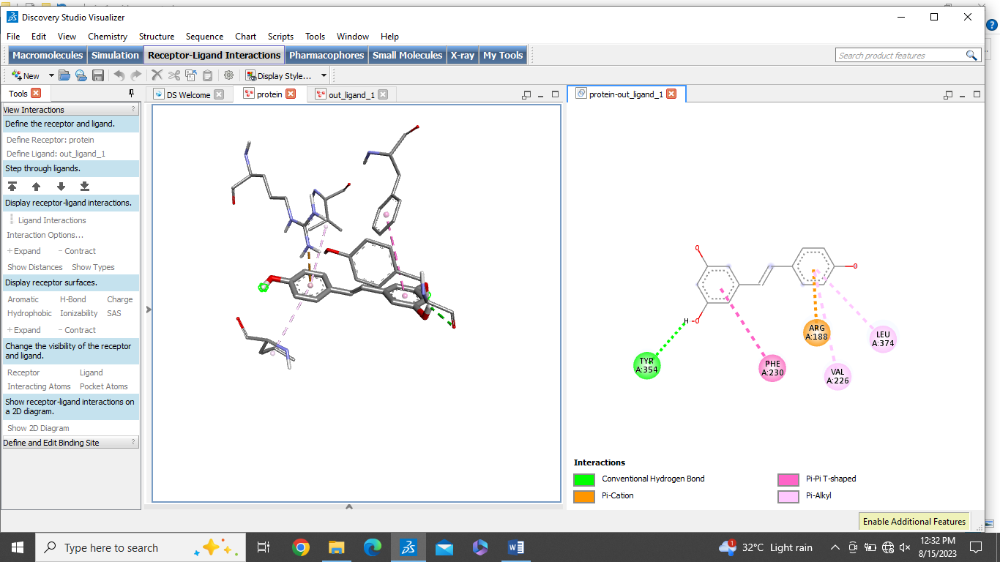 Discovery Studio Visualizer
File Edit View Chemistry Structure Sequence Chart Scripts Tools Window Help
Macromolecules Simulation Receptor-Ligand Interactions Pharmacophores Small Molecules X-ray My Tools
Search product features
New Display Style...
Tools
DS Welcome protein out_ligand_1
protein-out_ligand_1
View Interactions ?
Define the receptor and ligand.
Define Receptor: protein
Define Ligand: out_ligand_1
Step through ligands.
Display receptor-ligand interactions.
Ligand Interactions
Interaction Options...
+ Expand - Contract
Show Distances Show Types
Display receptor surfaces.
Aromatic H-Bond Charge
Hydrophobic Ionizability SAS
+ Expand - Contract
Change the visibility of the receptor
and ligand.
Receptor Ligand
Interacting Atoms Pocket Atoms
Show receptor-ligand interactions on
a 2D diagram.
Show 2D Diagram
Define and Edit Binding Site ?
O
O
H -O
ARG
A:188
LEU
A:374
TYR
A:354
PHE
A:230
VAL
A:226
Interactions
Conventional Hydrogen Bond
Pi-Cation
Pi-Pi T-shaped
Pi-Alkyl
Enable Additional Features
Type here to search
1
32°C Light rain
12:32 PM
8/15/2023